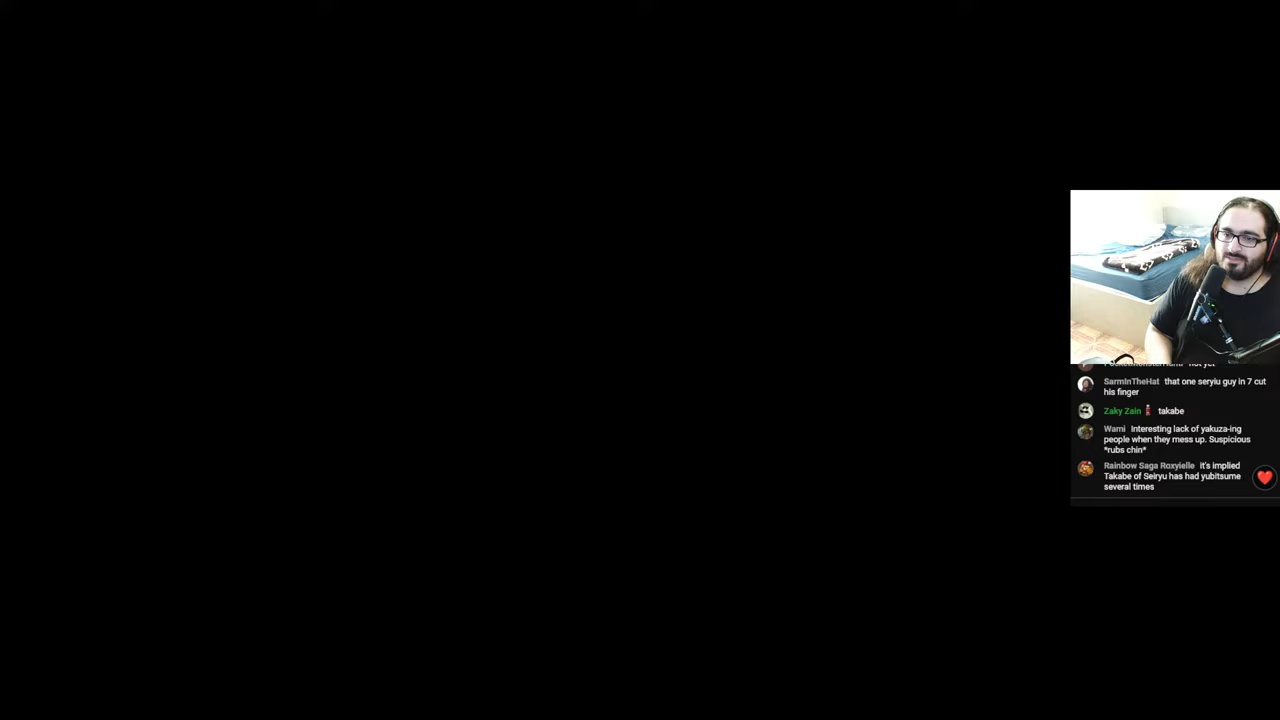 not yet
SarmInTheHat that one seryiu guy in 7 cut
his finger
Zaky Zain takabe
Wami Interesting lack of yakuza-ing
people when they mess up. Suspicious
*rubs chin*
Rainbow Saga Roxyielle it's implied
Takabe of Seiryu has had yubitsume
several times